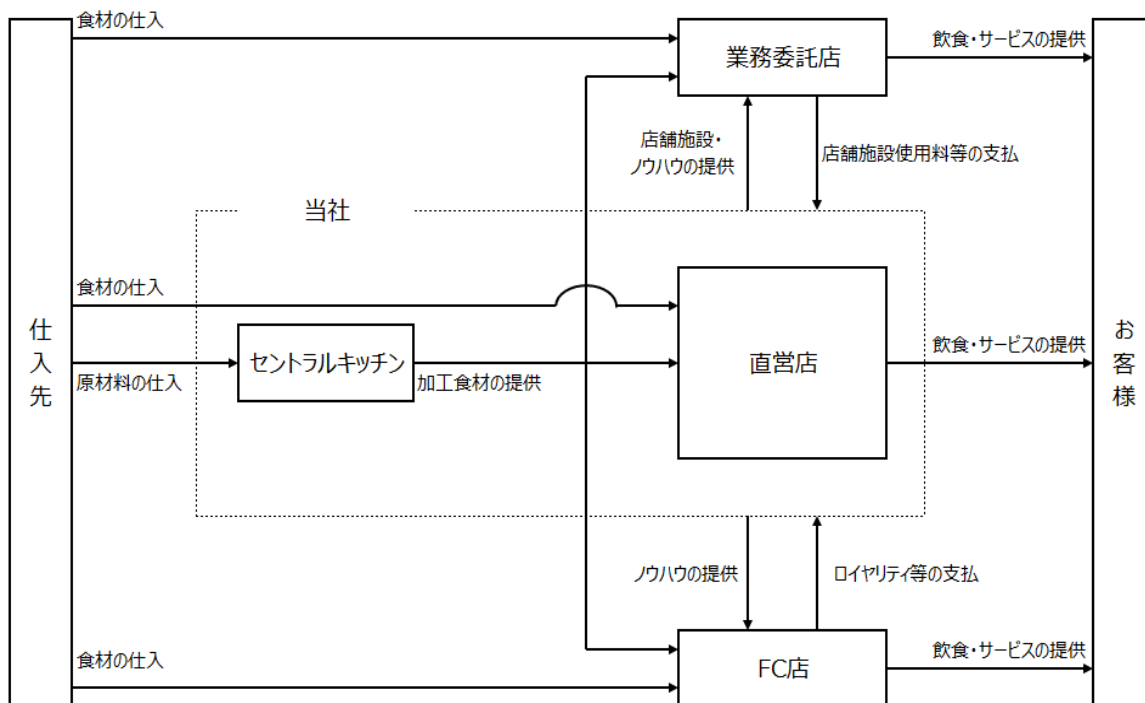 食材の仕入
業務委託店
飲食・サービスの提供
店舗施設・
ノウハウの提供
店舗施設使用料等の支払
当社
食材の仕入
仕入先
セントラルキッチン
直営店
飲食・サービスの提供
お客様
原材料の仕入
加工食材の提供
ノウハウの提供
ロイヤリティ等の支払
食材の仕入
FC店
飲食・サービスの提供